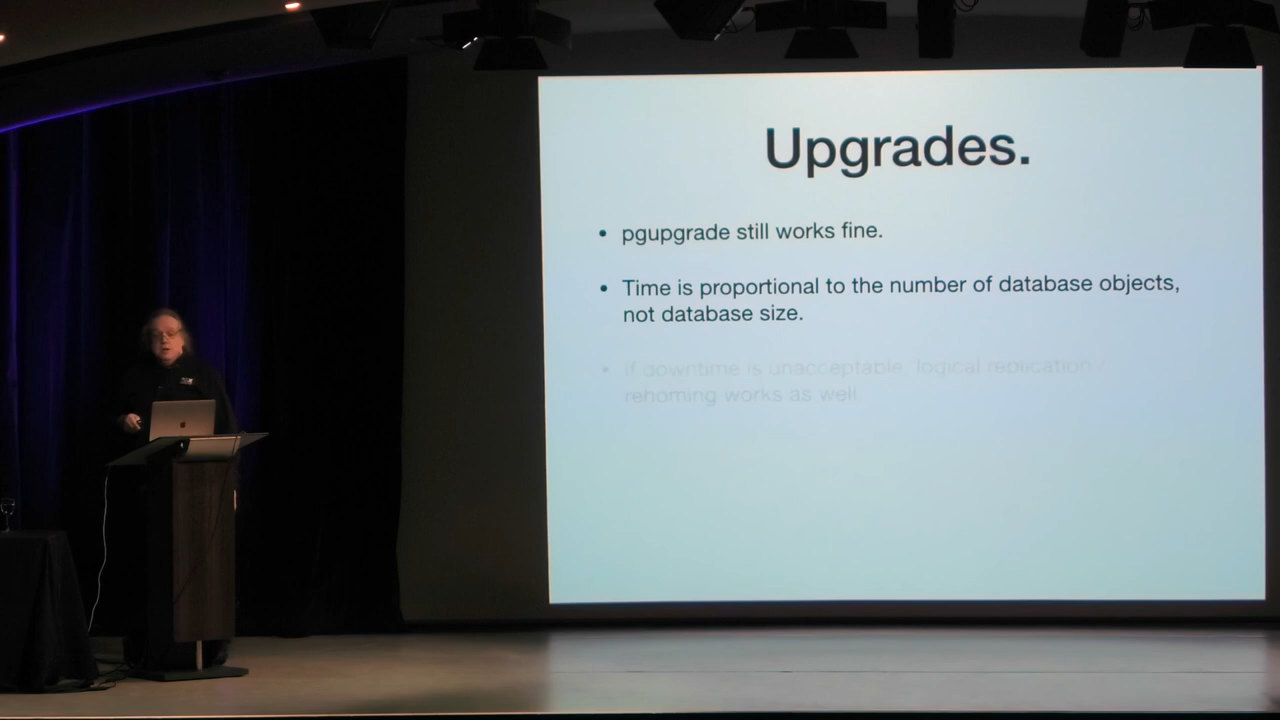 Upgrades.
• pgupgrade still works fine.
• Time is proportional to the number of database objects,
not database size.
• If downtime is unacceptable, logical replication /
rehoming works as well.